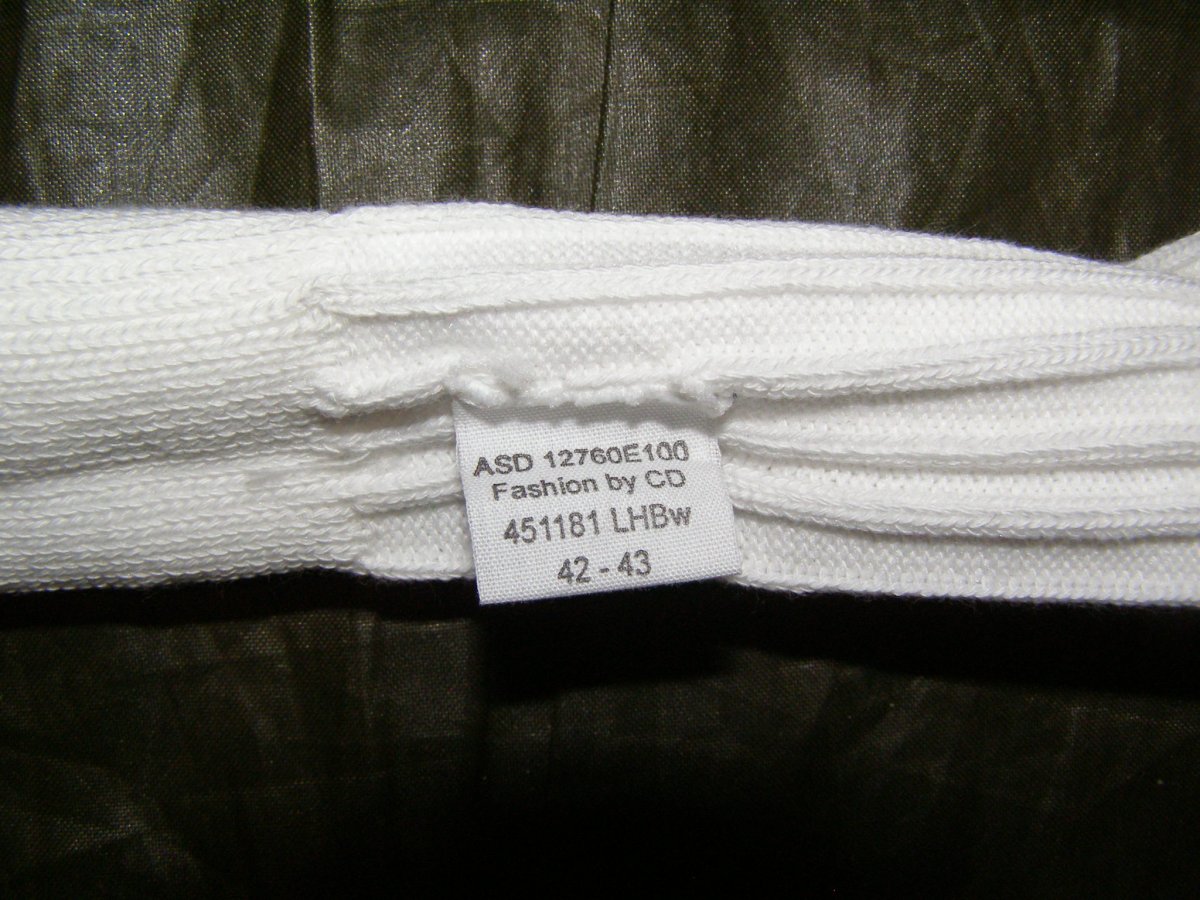 ASD 12760E100
Fashion by CD
451181 LHBw
42 - 43